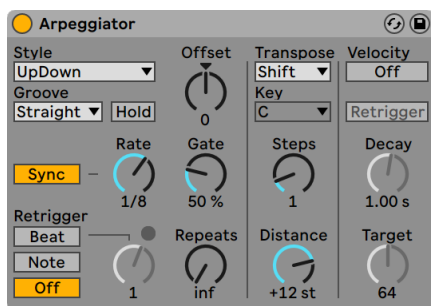 Arpeggiator
Style Offset Transpose Velocity
UpDown Shift Off
Groove Key
Straight Hold 0 C Retrigger
Rate Gate Steps Decay
Sync 1/8 50 % 1 1.00 s
Retrigger
Beat Repeats Distance Target
Note
Off 1 inf +12 st 64